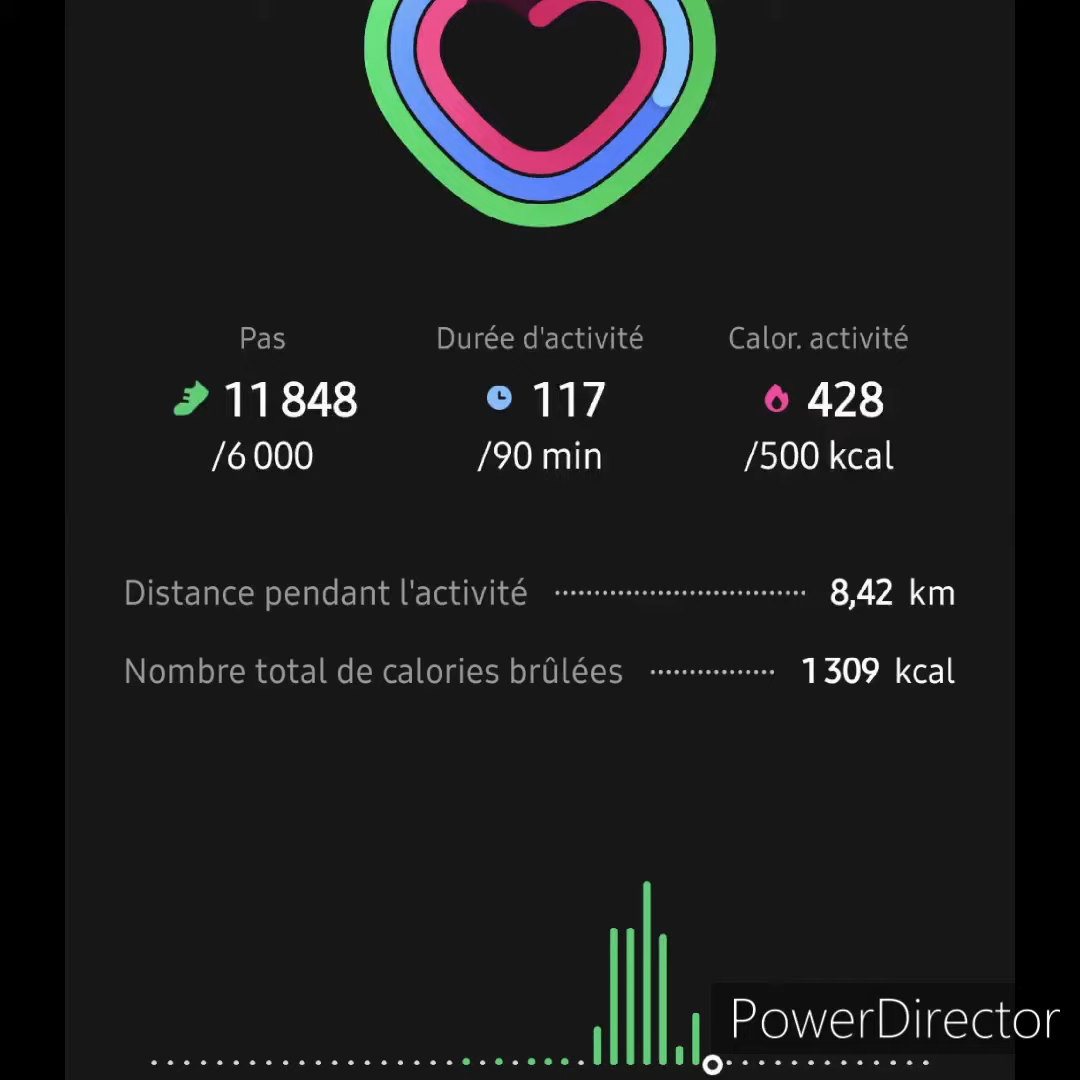 Pas Durée d'activité Calor. activité
11 848 117 428
/6 000 /90 min /500 kcal
Distance pendant l'activité 8,42 km
Nombre total de calories brûlées 1 309 kcal
PowerDirector